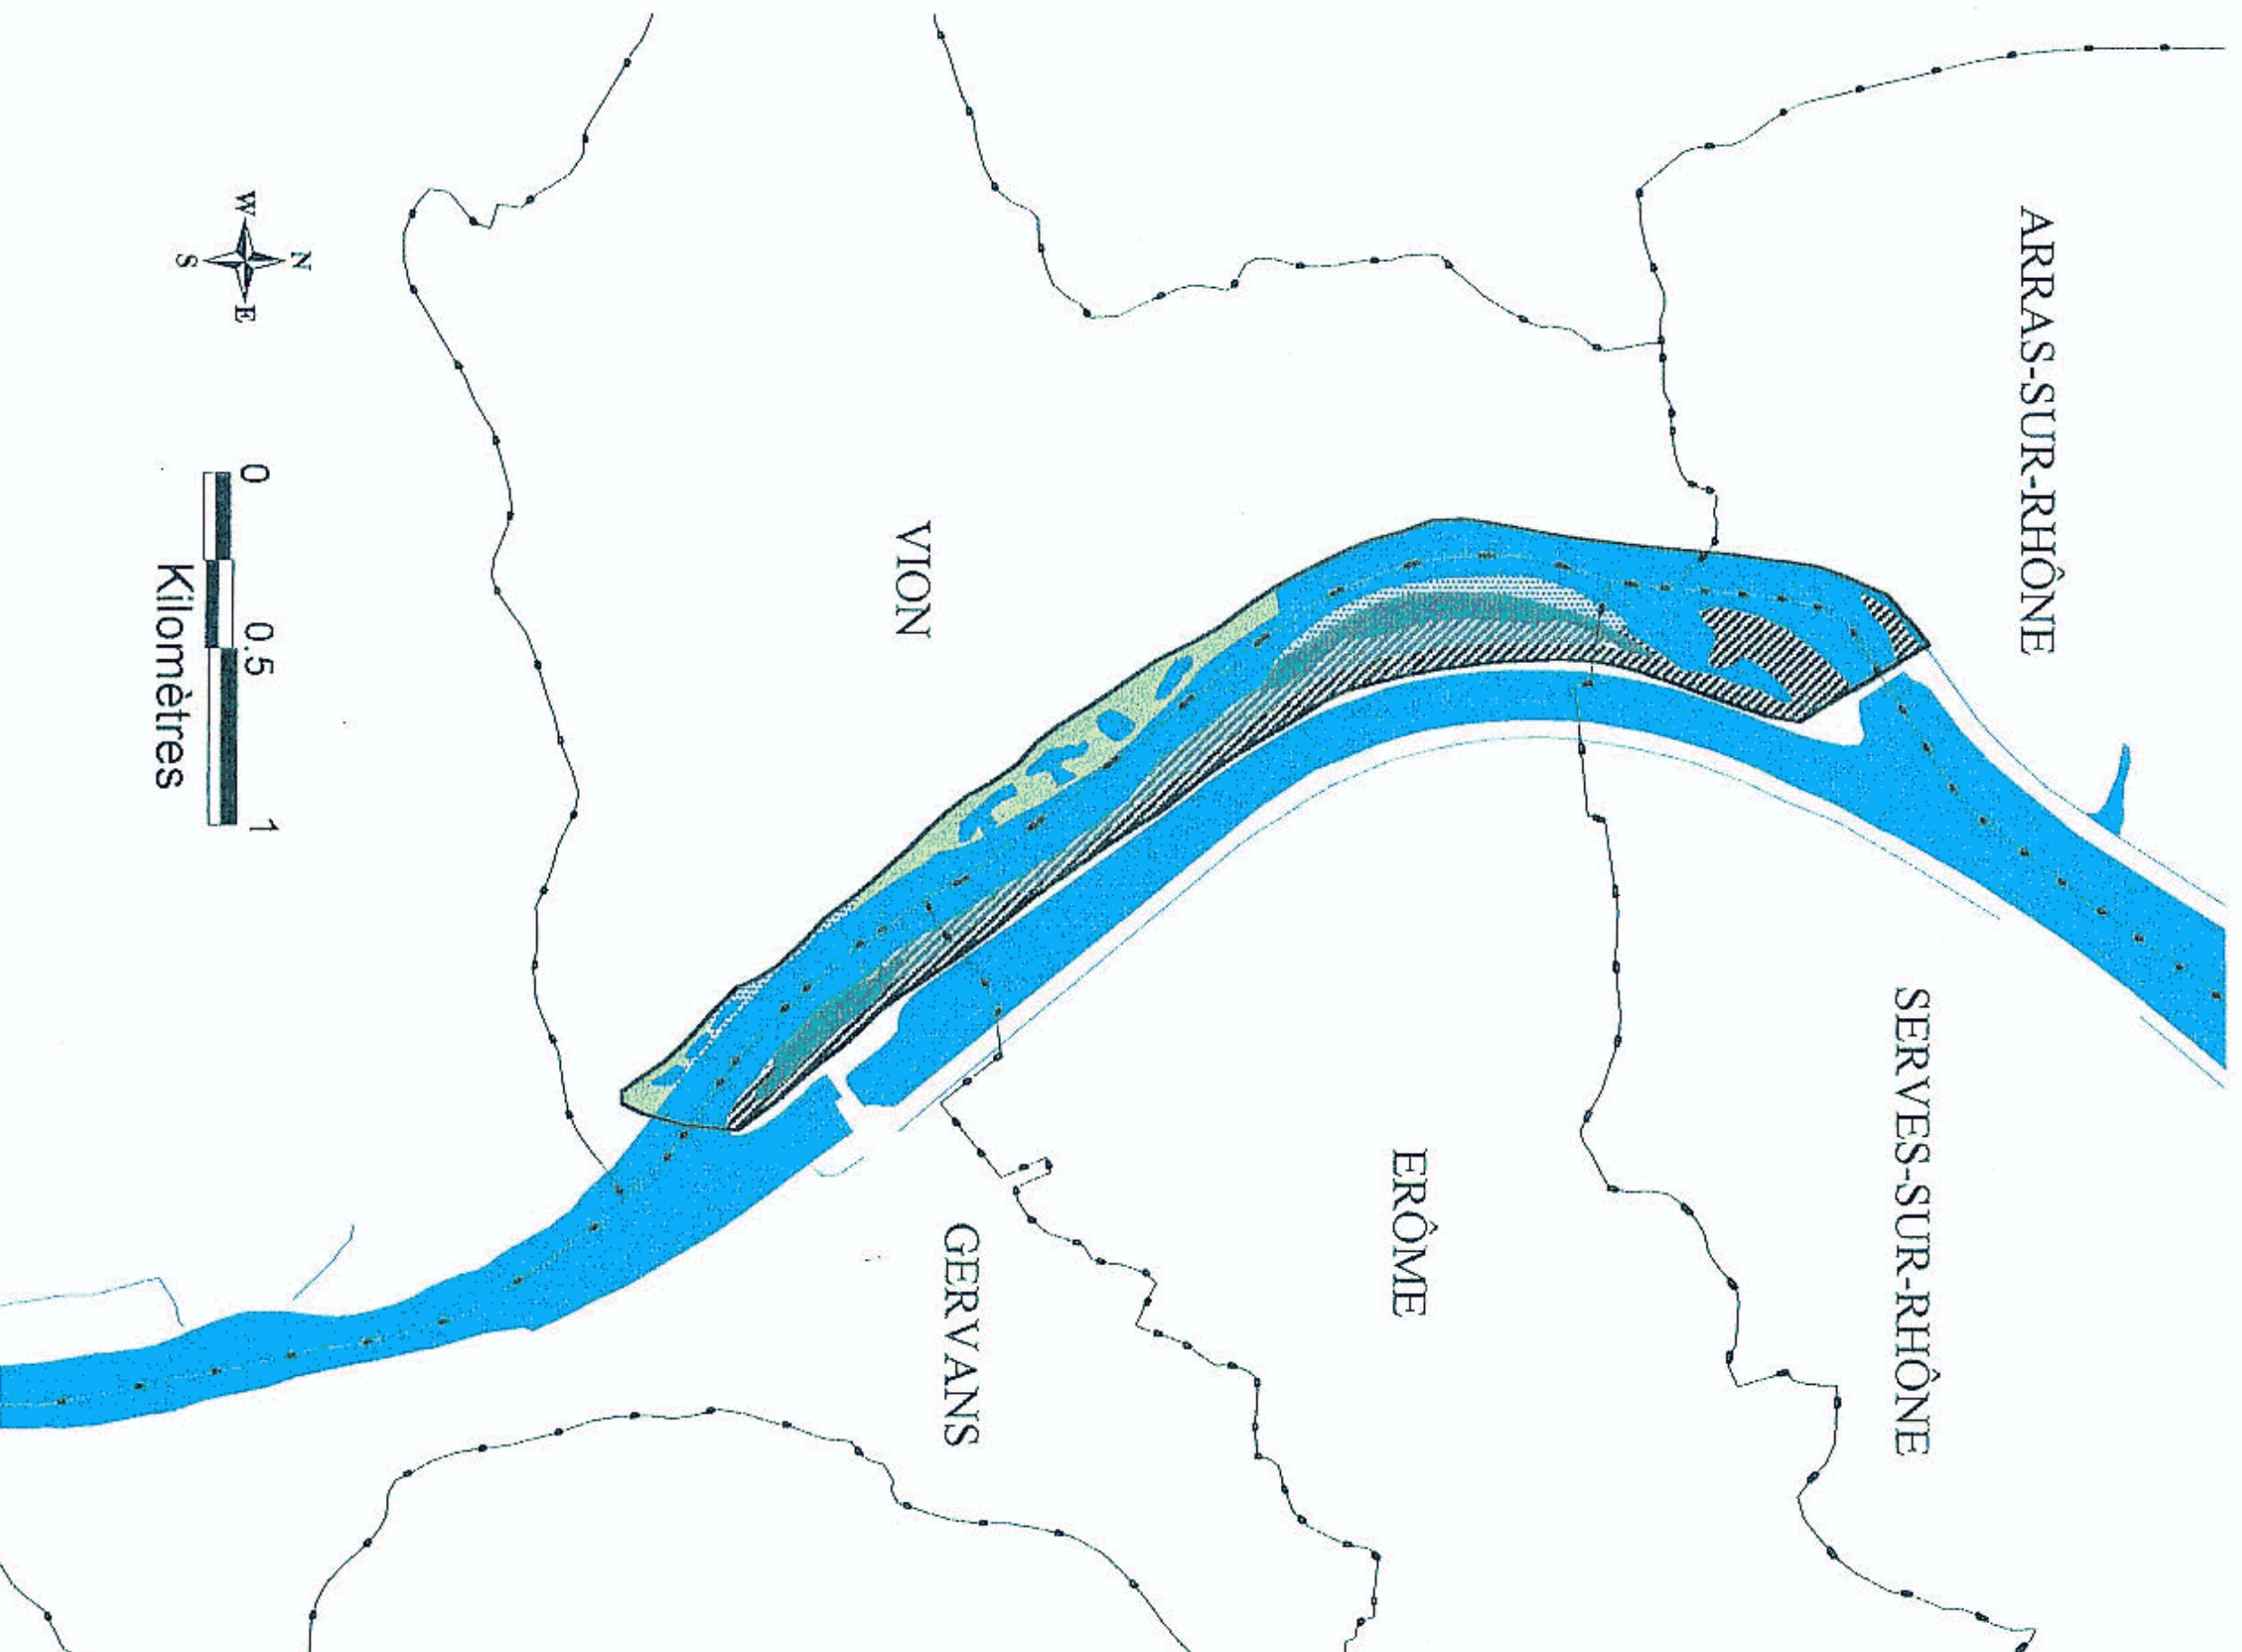 ARRAS-SUR-RHÔNE
SERVES-SUR-RHÔNE
ERÔME
VION
GERVANS
N
W
E
S
0
0.5
1
Kilomètres